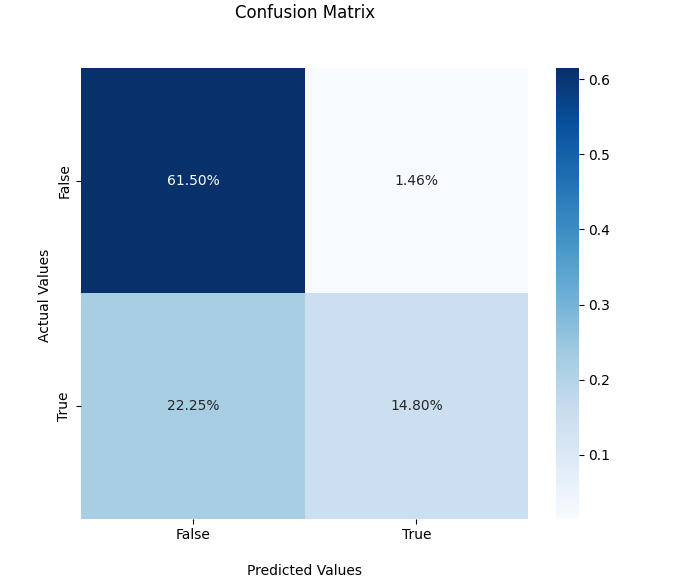 Confusion Matrix
False
True
Actual Values
61.50%
1.46%
22.25%
14.80%
False
True
Predicted Values
0.6
0.5
0.4
0.3
0.2
0.1